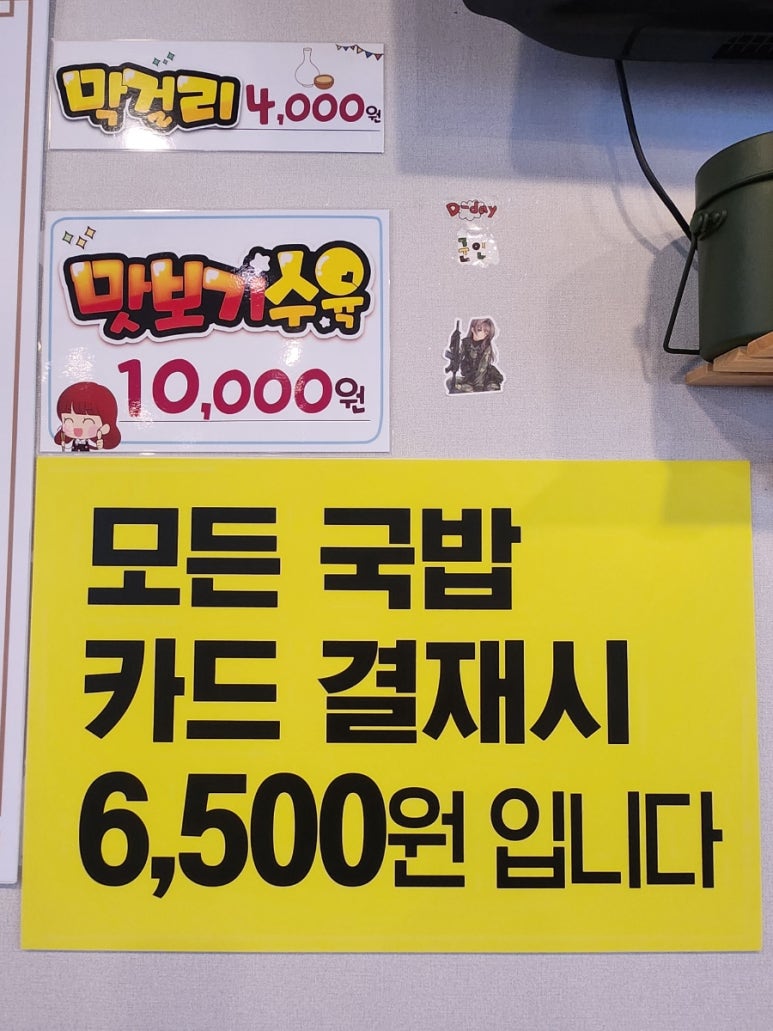 막걸리 4,000원
맛보기수육
10,000원
D-day
군인
모든 국밥
카드 결재시
6,500원 입니다